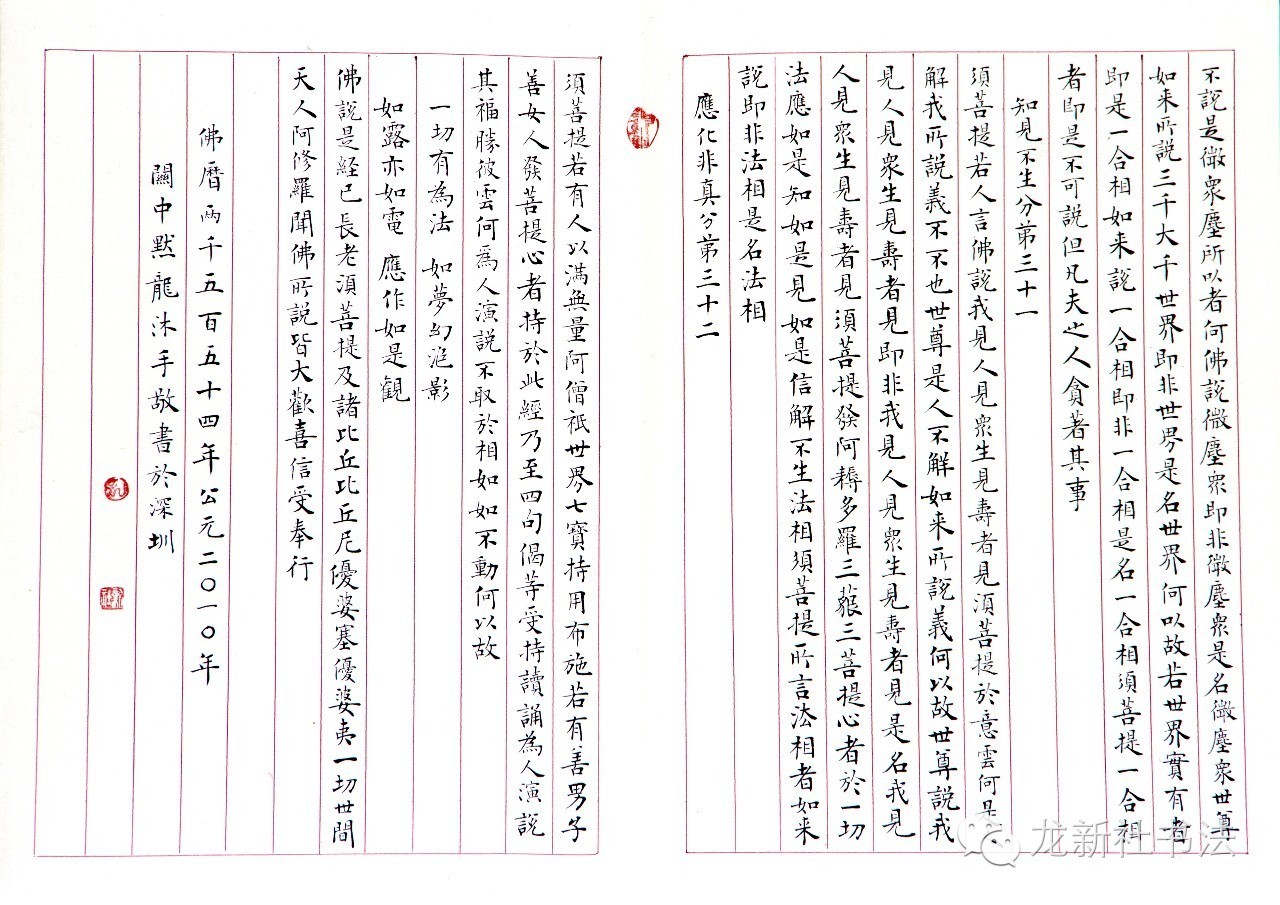 不說是微衆塵所以者何佛說微塵衆即非微塵衆是名微塵衆世尊
如来所說三千大千世界即非世界是名世界何以故若世界實有者
即是一合相如来說一合相即非一合相是名一合相須菩提一合相
者即是不可說但凡夫之人貪著其事
知見不生分第三十一
須菩提若人言佛說我見人見衆生見壽者見須菩提於意雲何是
解我所說義不不也世尊是人不解如来所說義何以故世尊說我
見人見衆生見壽者見即非我見人見衆生見壽者見是名我見
人見衆生見壽者見須菩提發阿耨多羅三藐三菩提心者於一切
法應如是知如是見如是信解不生法相須菩提所言法相者如来
說即非法相是名法相
應化非真分第三十二
須菩提若有人以滿無量阿僧祇世界七寶持用布施若有善男子
善女人發菩提心者持於此經乃至四句偈等受持讀誦為人演說
其福勝彼雲何為人演說不取於相如如不動何以故
一切有為法 如夢幻泡影
如露亦如電 應作如是觀
佛說是經已長老須菩提及諸比丘比丘尼優婆塞優婆夷一切世間
天人阿修羅聞佛所說皆大歡喜信受奉行
佛曆兩千五百五十四年公元二〇一〇年
關中默龍沐手敬書於深圳
龙新社书法